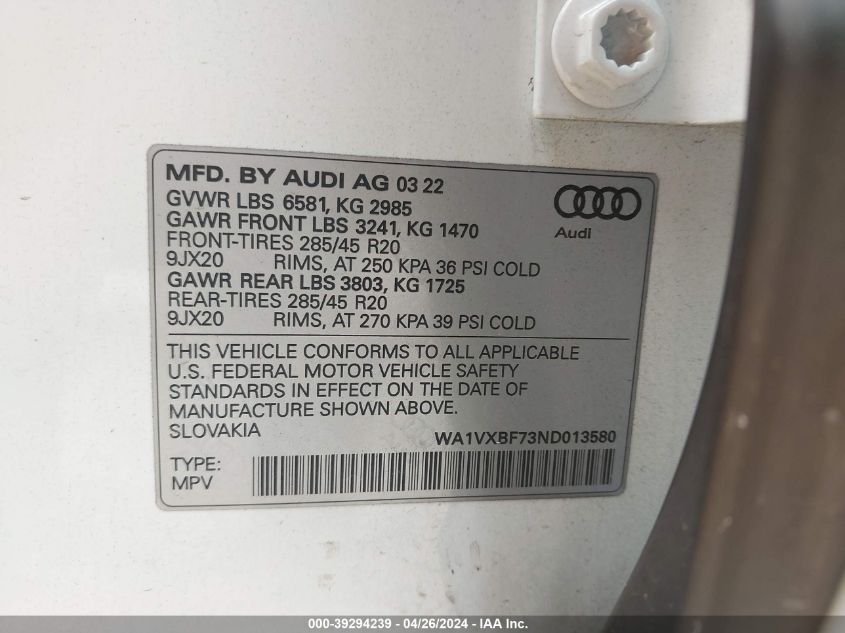 MFD. BY AUDI AG 03 22
GVWR LBS 6581, KG 2985
GAWR FRONT LBS 3241, KG 1470
FRONT-TIRES 285/45 R20
9JX20 RIMS, AT 250 KPA 36 PSI COLD
GAWR REAR LBS 3803, KG 1725
REAR-TIRES 285/45 R20
9JX20 RIMS, AT 270 KPA 39 PSI COLD
Audi
THIS VEHICLE CONFORMS TO ALL APPLICABLE
U.S. FEDERAL MOTOR VEHICLE SAFETY
STANDARDS IN EFFECT ON THE DATE OF
MANUFACTURE SHOWN ABOVE.
SLOVAKIA WA1VXBF73ND013580
TYPE:
MPV
000-39294239 - 04/26/2024 - IAAI.COM